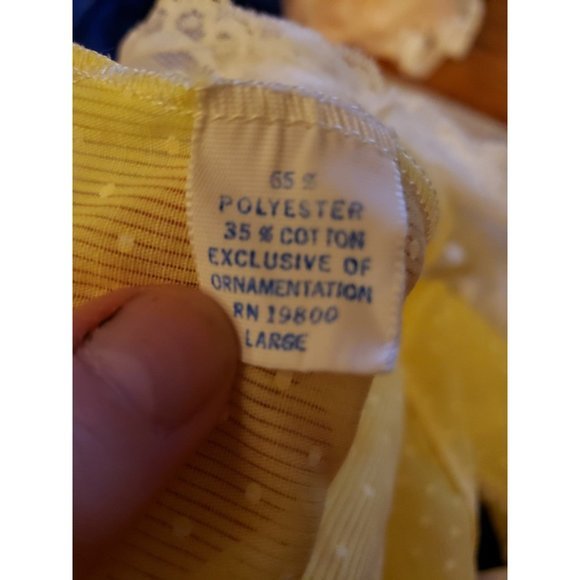 65 %
POLYESTER
35 % COTTON
EXCLUSIVE OF
ORNAMENTATION
RN 19800
LARGE